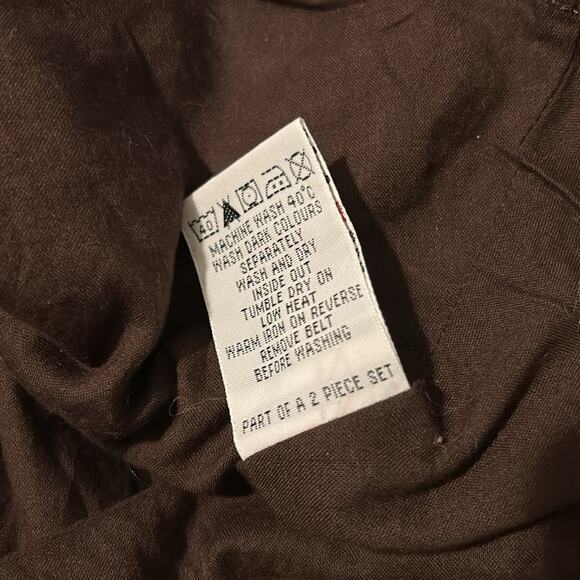 40
MACHINE WASH 40°C
WASH DARK COLOURS
SEPARATELY
WASH AND DRY
INSIDE OUT
TUMBLE DRY ON
LOW HEAT
WARM IRON ON REVERSE
REMOVE BELT
BEFORE WASHING
PART OF A 2 PIECE SET